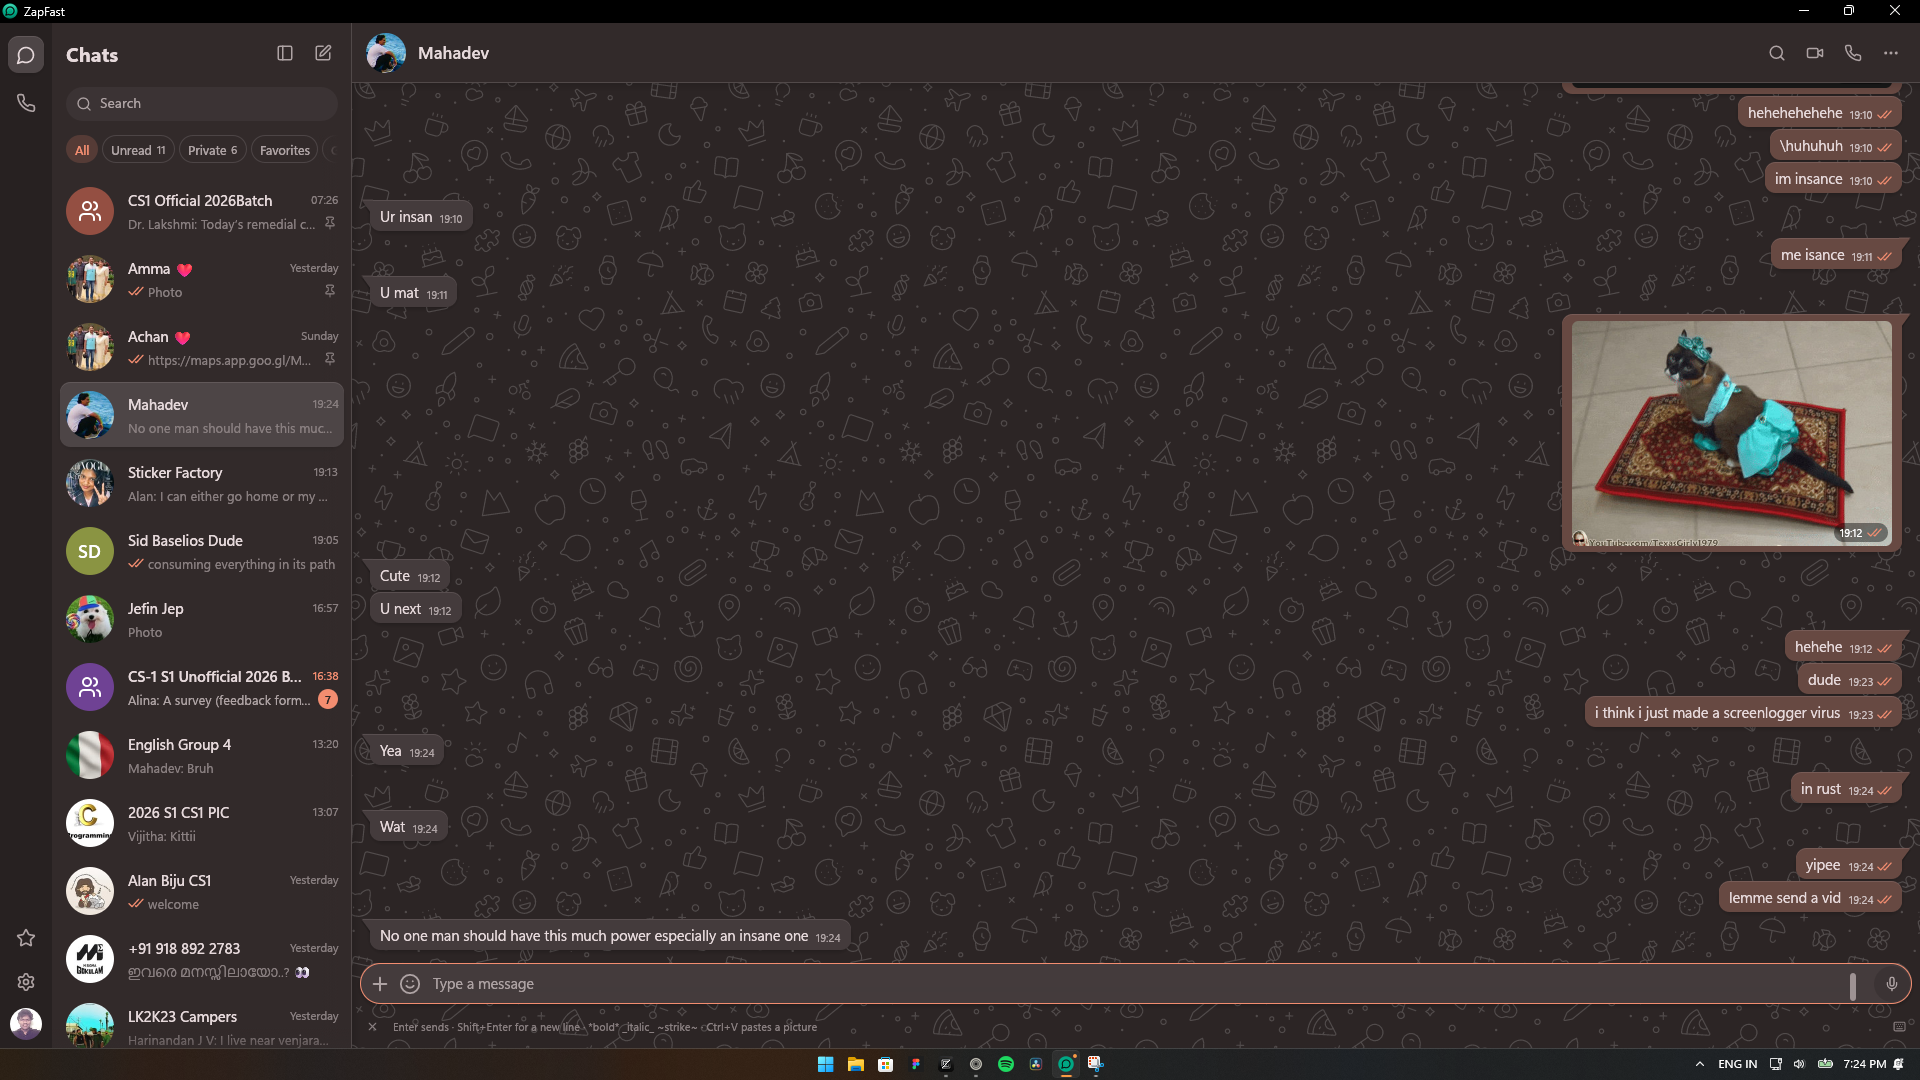 ZapFast
Chats
Search
All
Unread 11
Private 6
Favorites
CS1 Official 2026Batch 07:26
Dr. Lakshmi: Today's remedial c...
Amma Yesterday
Photo
Achan Sunday
https://maps.app.goo.gl/M...
Mahadev 19:24
No one man should have this muc...
Sticker Factory 19:13
Alan: I can either go home or my ...
SD
Sid Baselios Dude 19:05
consuming everything in its path
Jefin Jep 16:57
Photo
CS-1 S1 Unofficial 2026 B... 16:38
Alina: A survey (feedback form... 7
English Group 4 13:20
Mahadev: Bruh
2026 S1 CS1 PIC 13:07
Vijitha: Kittii
Alan Biju CS1 Yesterday
welcome
+91 918 892 2783 Yesterday
ഇവരെ മനസ്സിലായോ..? 👀
LK2K23 Campers Yesterday
Harinandan J V: I live near venjara...
Mahadev
hehehehehehe 19:10
\huhuhuh 19:10
im insance 19:10
Ur insan 19:10
me isance 19:11
U mat 19:11
YouTube.com/TexasGirly1979
19:12
Cute 19:12
U next 19:12
hehehe 19:12
dude 19:23
i think i just made a screenlogger virus 19:23
Yea 19:24
in rust 19:24
Wat 19:24
yipee 19:24
lemme send a vid 19:24
No one man should have this much power especially an insane one 19:24
Type a message
Enter sends · Shift+Enter for a new line · *bold* _italic_ ~strike~ · Ctrl+V pastes a picture
ENG IN
7:24 PM